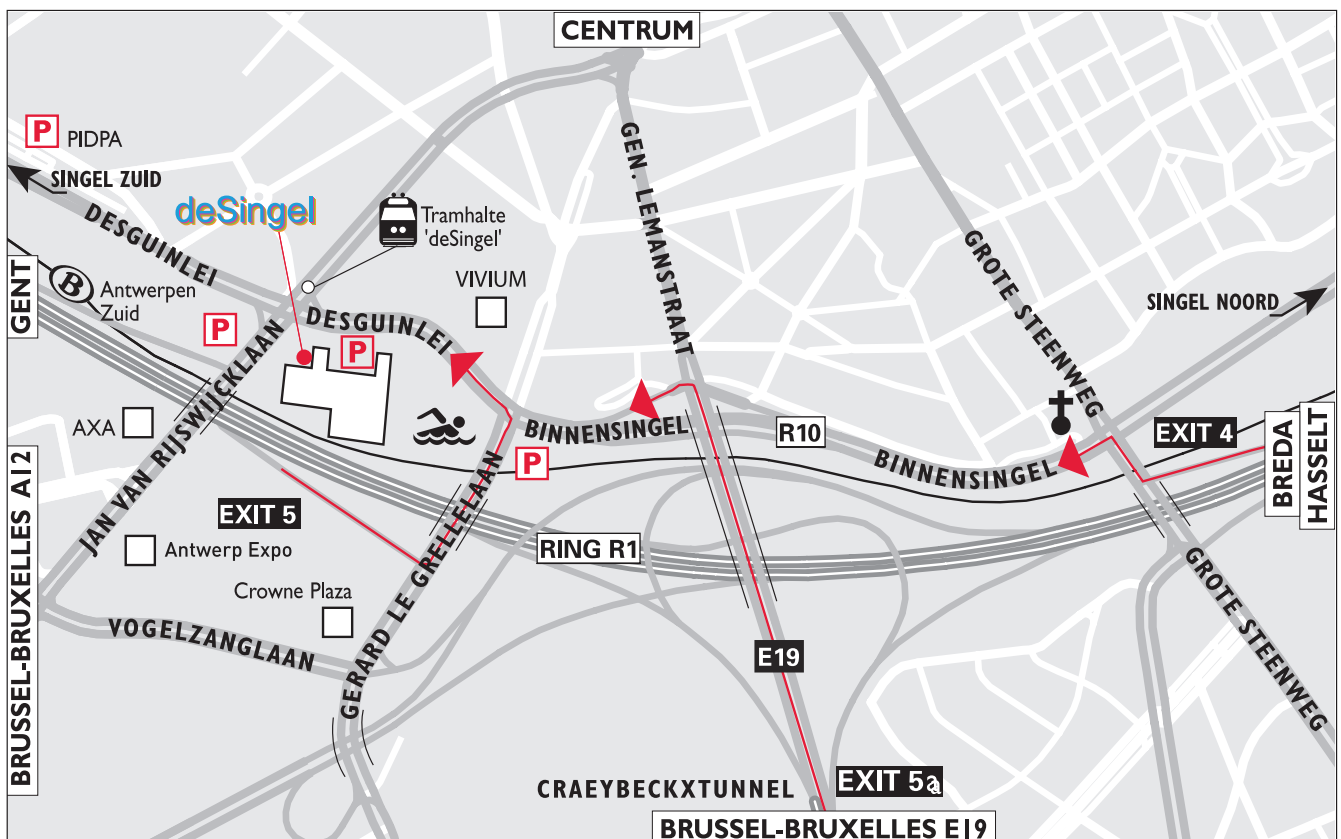 CENTRUM
P PIDPA
SINGEL ZUID
deSingel
Tramhalte
'deSingel'
DESGUINLEI
GEN. LEMANSTRAAT
GROTE STEENWEG
GENT
B
Antwerpen
Zuid
VIVIUM
SINGEL NOORD
P
DESGUINLEI
P
JAN VAN RIJSWIJCKLAAN
AXA
BINNENSINGEL
R10
BINNENSINGEL
EXIT 4
BREDA
HASSELT
P
BRUSSEL-BRUXELLES A12
EXIT 5
Antwerp Expo
RING R1
Crowne Plaza
GERARD LE GRELLELAAN
VOGELZANGLAAN
E19
GROTE STEENWEG
CRAEYBECKXTUNNEL
EXIT 5a
BRUSSEL-BRUXELLES E19